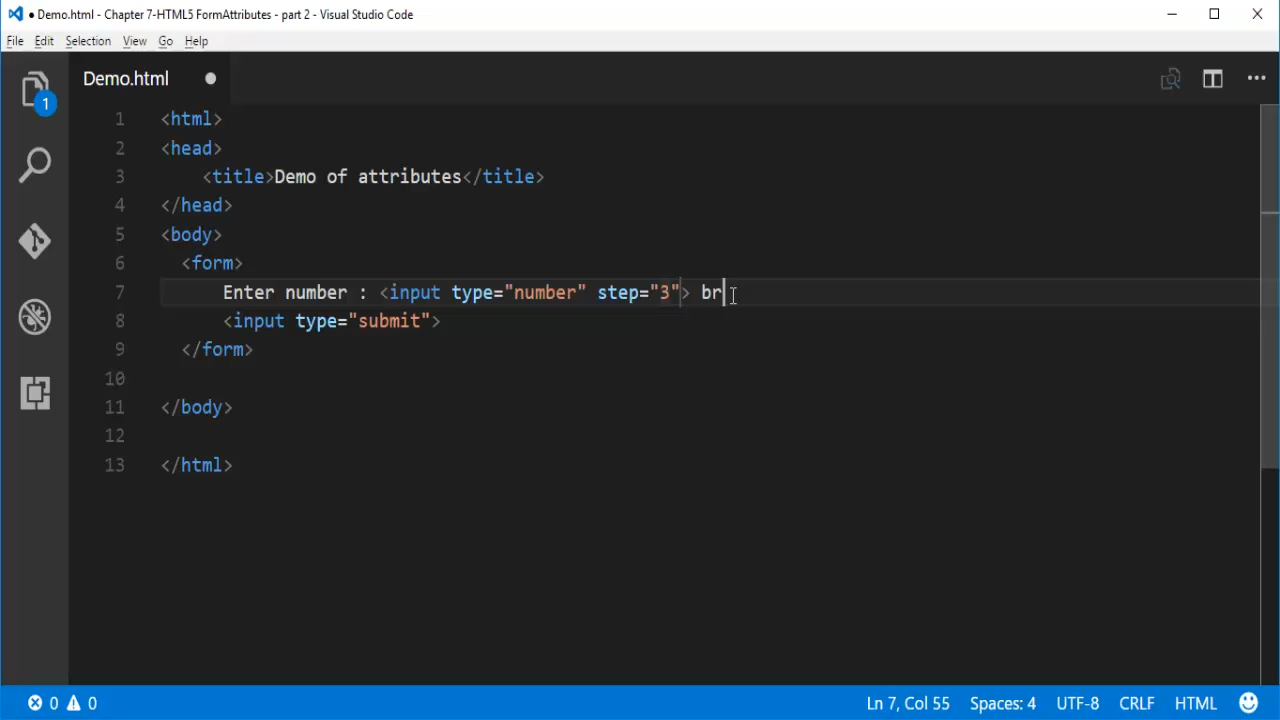 ● Demo.html - Chapter 7-HTML5 FormAttributes - part 2 - Visual Studio Code
File Edit Selection View Go Help
Demo.html
1 <html>
2 <head>
3 <title>Demo of attributes</title>
4 </head>
5 <body>
6 <form>
7 Enter number : <input type="number" step="3"> br
8 <input type="submit">
9 </form>
10
11 </body>
12
13 </html>
1
0 0 Ln 7, Col 55 Spaces: 4 UTF-8 CRLF HTML